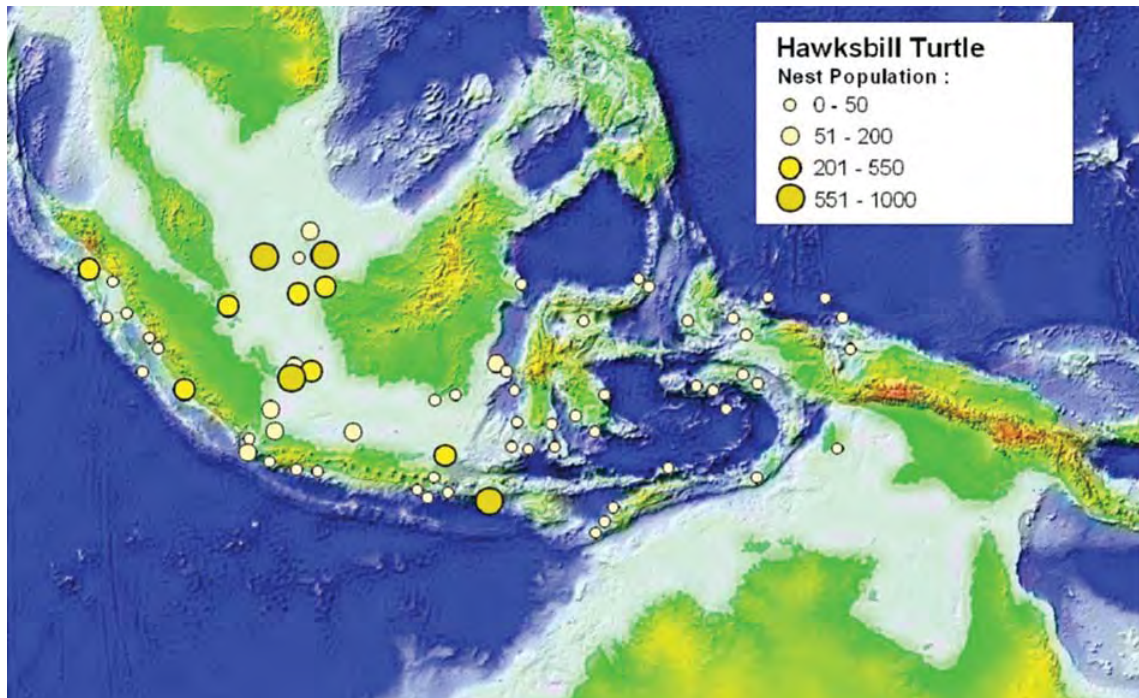 Hawksbill Turtle
Nest Population :
0 - 50
51 - 200
201 - 550
551 - 1000